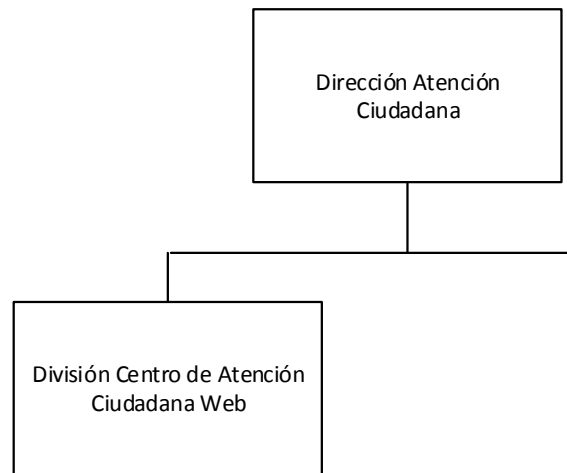 Dirección Atención
Ciudadana
División Centro de Atención
Ciudadana Web